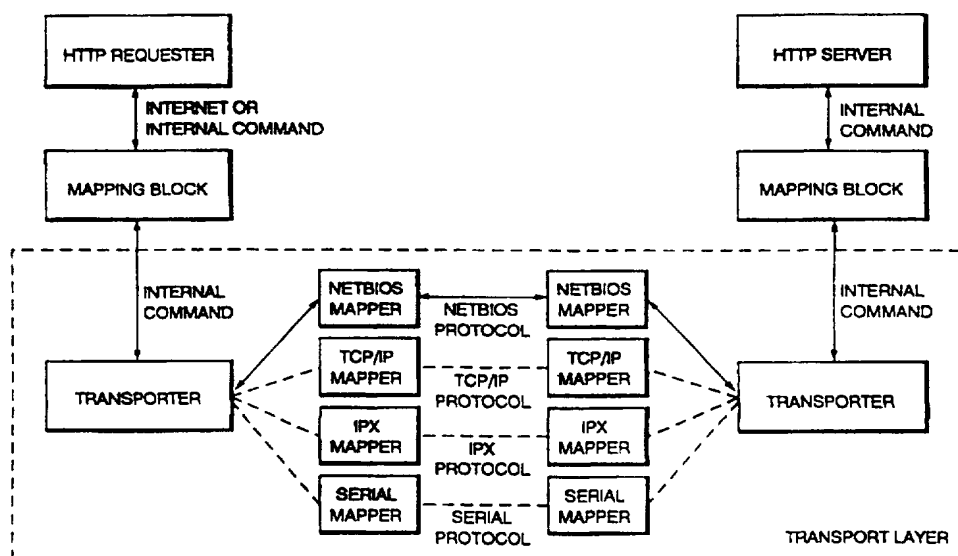 HTTP REQUESTER
HTTP SERVER
INTERNET OR
INTERNAL COMMAND
INTERNAL
COMMAND
MAPPING BLOCK
MAPPING BLOCK
INTERNAL
COMMAND
NETBIOS
MAPPER
NETBIOS
PROTOCOL
NETBIOS
MAPPER
INTERNAL
COMMAND
TRANSPORTER
TCP/IP
MAPPER
TCP/IP
PROTOCOL
TCP/IP
MAPPER
TRANSPORTER
IPX
MAPPER
IPX
PROTOCOL
IPX
MAPPER
SERIAL
MAPPER
SERIAL
PROTOCOL
SERIAL
MAPPER
TRANSPORT LAYER